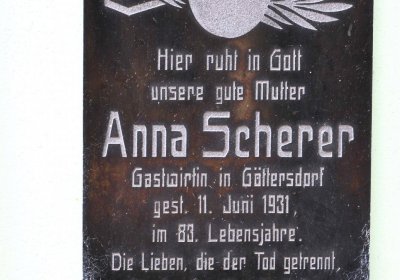 Hier ruht in Gott
unsere gute Mutter
Anna Scherer
Gastwirtin in Göttersdorf
gest. 11. Juni 1931,
im 83. Lebensjahre.
Die Lieben, die der Tod getrennt,